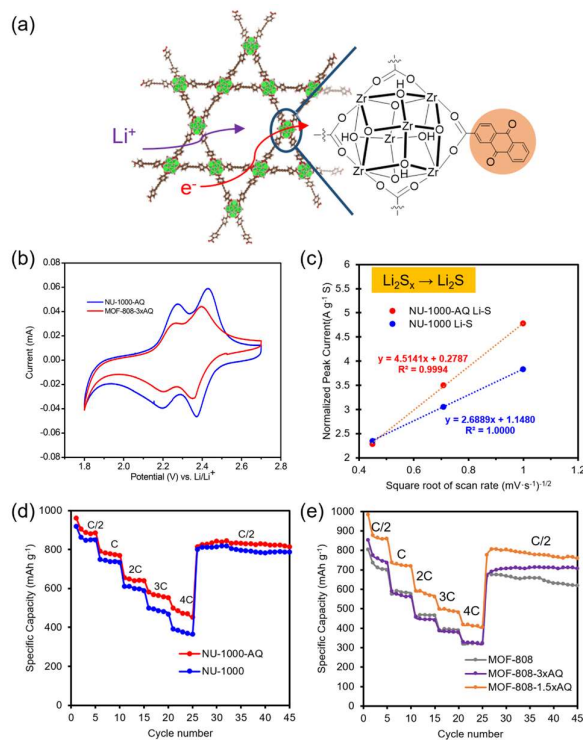 (a)
Li⁺
e⁻
O
O
H
O
Zr
Zr
HO
OH
Zr
Zr
Zr
Zr
O
O
(b)
NU-1000-AQ
MOF-808-3xAQ
Current (mA)
0.08
0.06
0.04
0.02
0.00
-0.02
-0.04
-0.06
1.8 2.0 2.2 2.4 2.6 2.8
Potential (V) vs. Li/Li⁺
(c)
Li₂Sₓ → Li₂S
NU-1000-AQ Li-S
NU-1000 Li-S
y = 4.5141x + 0.2787
R² = 0.9994
y = 2.6889x + 1.1480
R² = 1.0000
Normalized Peak Current(A g⁻¹ S)
5.5
5
4.5
4
3.5
3
2.5
2
0.4 0.6 0.8 1 1.2
Square root of scan rate (mV·s⁻¹)⁻¹ᐟ²
(d)
Specific Capacity (mAh g⁻¹)
1000
800
600
400
200
0
C/2
C
2C
3C
4C
C/2
NU-1000-AQ
NU-1000
0 5 10 15 20 25 30 35 40 45
Cycle number
(e)
Specific Capacity (mAh g⁻¹)
1000
900
800
700
600
500
400
300
200
100
0
C/2
C
2C
3C
4C
C/2
MOF-808
MOF-808-3xAQ
MOF-808-1.5xAQ
0 5 10 15 20 25 30 35 40 45
Cycle number